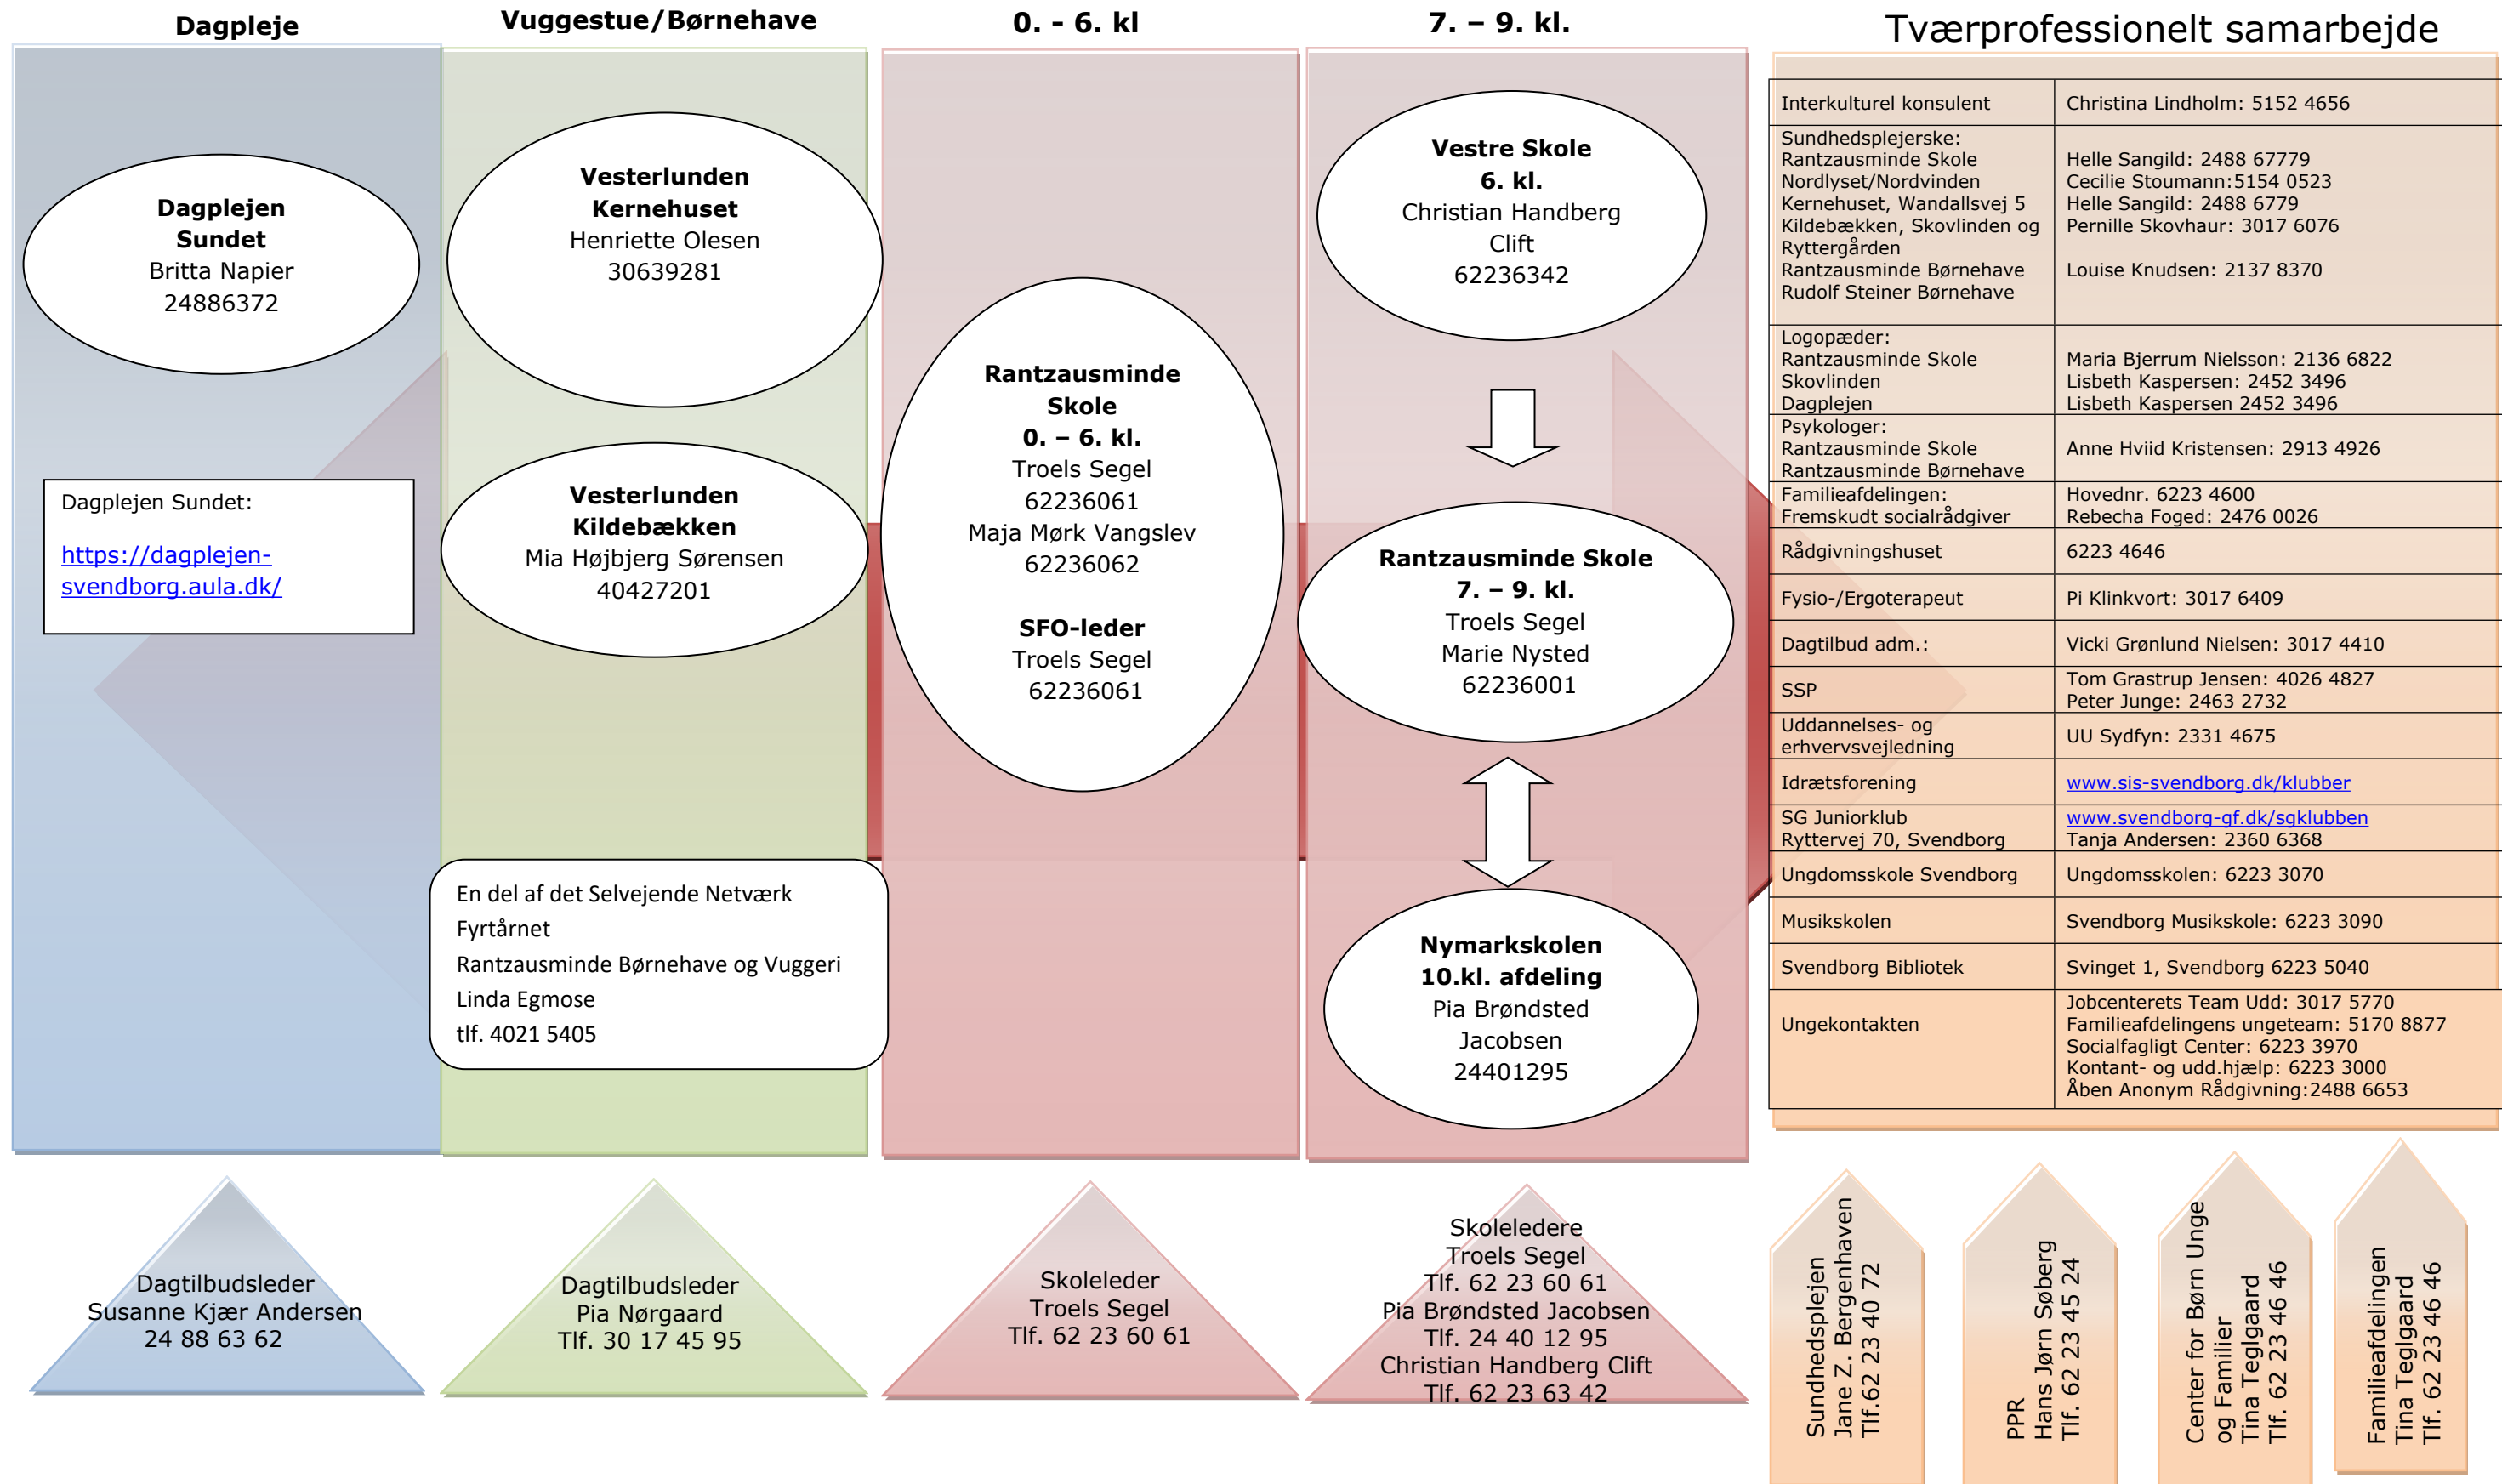 Dagpleje
Vuggestue/Børnehave
0. - 6. kl
7. – 9. kl.
Tværprofessionelt samarbejde
Dagplejen
Sundet
Britta Napier
24886372
Dagplejen Sundet:
https://dagplejen-
svendborg.aula.dk/
Vesterlunden
Kernehuset
Henriette Olesen
30639281
Vesterlunden
Kildebækken
Mia Højbjerg Sørensen
40427201
En del af det Selvejende Netværk
Fyrtårnet
Rantzausminde Børnehave og Vuggeri
Linda Egmose
tlf. 4021 5405
Rantzausminde
Skole
0. – 6. kl.
Troels Segel
62236061
Maja Mørk Vangslev
62236062
SFO-leder
Troels Segel
62236061
Vestre Skole
6. kl.
Christian Handberg
Clift
62236342
Rantzausminde Skole
7. – 9. kl.
Troels Segel
Marie Nysted
62236001
Nymarkskolen
10.kl. afdeling
Pia Brøndsted
Jacobsen
24401295
Interkulturel konsulent Christina Lindholm: 5152 4656
Sundhedsplejerske:
Rantzausminde Skole Helle Sangild: 2488 67779
Nordlyset/Nordvinden Cecilie Stoumann:5154 0523
Kernehuset, Wandallsvej 5 Helle Sangild: 2488 6779
Kildebækken, Skovlinden og Pernille Skovhaur: 3017 6076
Ryttergården
Rantzausminde Børnehave Louise Knudsen: 2137 8370
Rudolf Steiner Børnehave
Logopæder:
Rantzausminde Skole Maria Bjerrum Nielsson: 2136 6822
Skovlinden Lisbeth Kaspersen: 2452 3496
Dagplejen Lisbeth Kaspersen 2452 3496
Psykologer:
Rantzausminde Skole Anne Hviid Kristensen: 2913 4926
Rantzausminde Børnehave
Familieafdelingen: Hovednr. 6223 4600
Fremskudt socialrådgiver Rebecha Foged: 2476 0026
Rådgivningshuset 6223 4646
Fysio-/Ergoterapeut Pi Klinkvort: 3017 6409
Dagtilbud adm.: Vicki Grønlund Nielsen: 3017 4410
SSP Tom Grastrup Jensen: 4026 4827
Peter Junge: 2463 2732
Uddannelses- og
erhvervsvejledning UU Sydfyn: 2331 4675
Idrætsforening www.sis-svendborg.dk/klubber
SG Juniorklub www.svendborg-gf.dk/sgklubben
Ryttervej 70, Svendborg Tanja Andersen: 2360 6368
Ungdomsskole Svendborg Ungdomsskolen: 6223 3070
Musikskolen Svendborg Musikskole: 6223 3090
Svendborg Bibliotek Svinget 1, Svendborg 6223 5040
Ungekontakten Jobcenterets Team Udd: 3017 5770
Familieafdelingens ungeteam: 5170 8877
Socialfagligt Center: 6223 3970
Kontant- og udd.hjælp: 6223 3000
Åben Anonym Rådgivning:2488 6653
Dagtilbudsleder
Susanne Kjær Andersen
24 88 63 62
Dagtilbudsleder
Pia Nørgaard
Tlf. 30 17 45 95
Skoleleder
Troels Segel
Tlf. 62 23 60 61
Skoleledere
Troels Segel
Tlf. 62 23 60 61
Pia Brøndsted Jacobsen
Tlf. 24 40 12 95
Christian Handberg Clift
Tlf. 62 23 63 42
Sundhedsplejen
Jane Z. Bergenhaven
Tlf.62 23 40 72
PPR
Hans Jørn Søberg
Tlf. 62 23 45 24
Center for Børn Unge
og Familier
Tina Teglgaard
Tlf. 62 23 46 46
Familieafdelingen
Tina Teglgaard
Tlf. 62 23 46 46